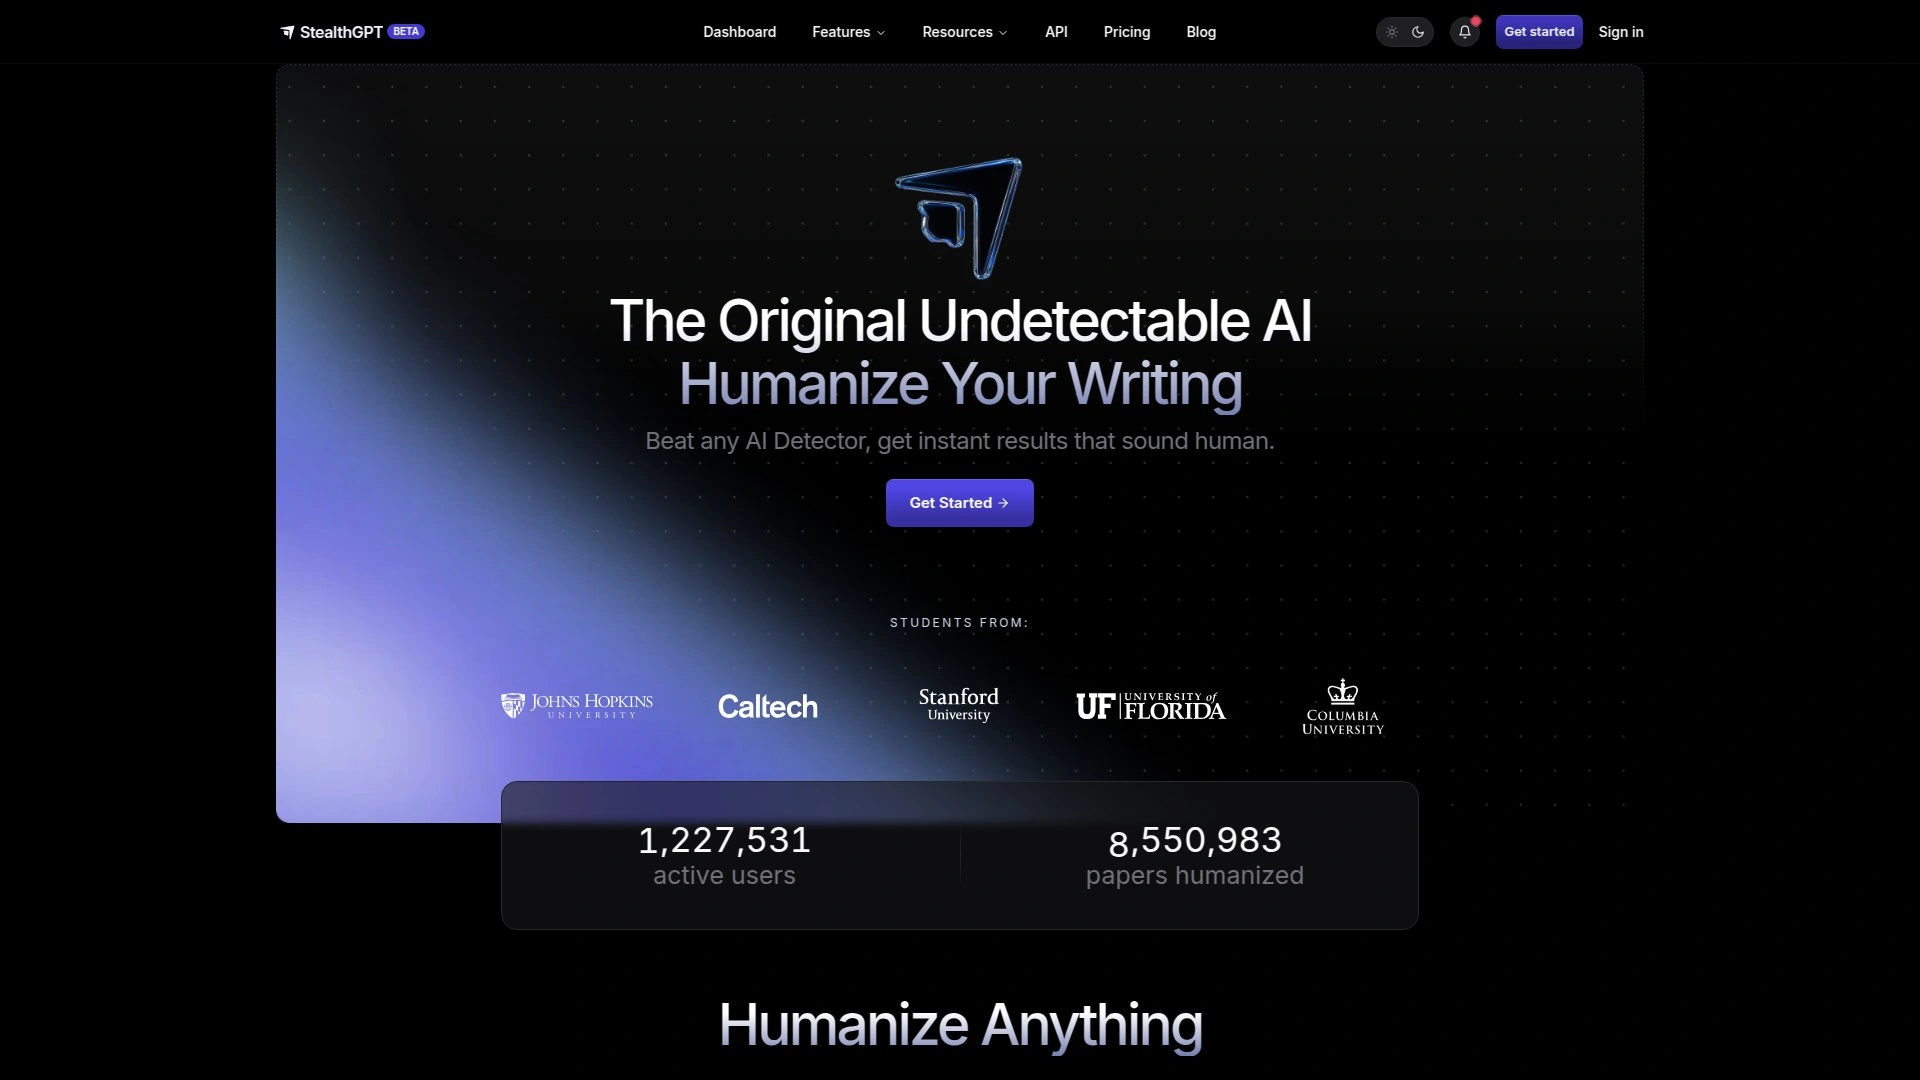 StealthGPT BETA
Dashboard Features Resources API Pricing Blog
Get started Sign in
The Original Undetectable AI
Humanize Your Writing
Beat any AI Detector, get instant results that sound human.
Get Started →
STUDENTS FROM:
JOHNS HOPKINS
UNIVERSITY
Caltech
Stanford
University
UF UNIVERSITY of
FLORIDA
COLUMBIA
UNIVERSITY
1,227,531
active users
8,550,983
papers humanized
Humanize Anything